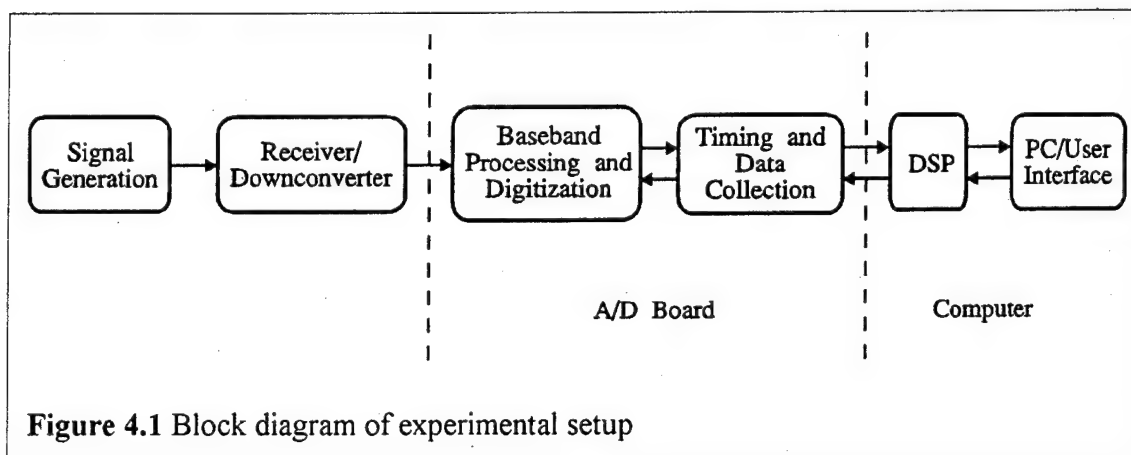 Signal
Generation
Receiver/
Downconverter
Baseband
Processing and
Digitization
Timing and
Data
Collection
DSP
PC/User
Interface
A/D Board
Computer
Figure 4.1 Block diagram of experimental setup